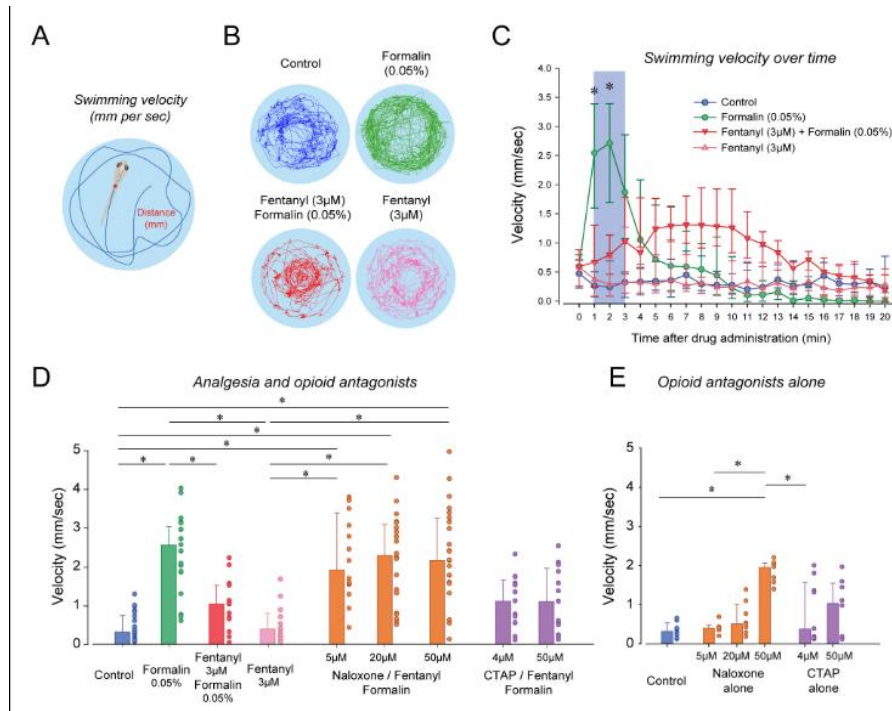 A
Swimming velocity
(mm per sec)
Distance
(mm)
B
Control
Formalin
(0.05%)
Fentanyl (3µM)
Formalin (0.05%)
Fentanyl
(3µM)
C
Swimming velocity over time
Velocity (mm/sec)
4.0
3.5
3.0
2.5
2.0
1.5
1.0
0.5
0.0
* *
Control
Formalin (0.05%)
Fentanyl (3µM) + Formalin (0.05%)
Fentanyl (3µM)
0 1 2 3 4 5 6 7 8 9 10 11 12 13 14 15 16 17 18 19 20
Time after drug administration (min)
D
Analgesia and opioid antagonists
Velocity (mm/sec)
5
4
3
2
1
0
*
* *
*
*
*
* * *
*
Control
Formalin
0.05%
Fentanyl
3µM
Formalin
0.05%
Fentanyl
3µM
5µM 20µM 50µM
Naloxone / Fentanyl
Formalin
4µM 50µM
CTAP / Fentanyl
Formalin
E
Opioid antagonists alone
Velocity (mm/sec)
5
4
3
2
1
0
*
*
*
Control
5µM 20µM 50µM
Naloxone
alone
4µM 50µM
CTAP
alone